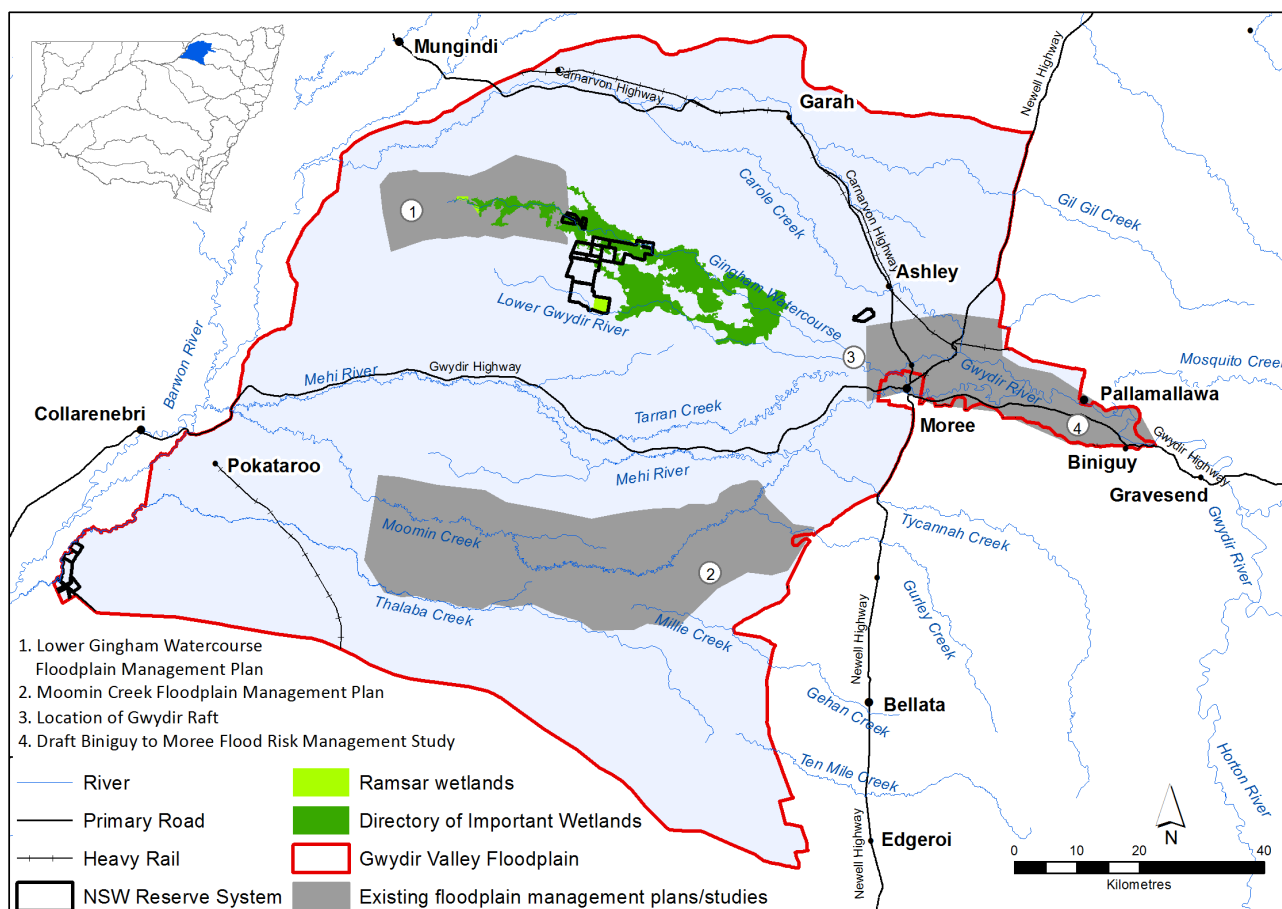 Mungindi
Carnarvon Highway
Garah
Newell Highway
Carole Creek
Carnarvon Highway
Gil Gil Creek
1
Ashley
Gingham Watercourse
Lower Gwydir River
Barwon River
3
Mosquito Creek
Mehi River
Gwydir Highway
Gwydir River
Pallamallawa
Collarenebri
Tarran Creek
Moree
4
Biniguy
Gwydir Highway
Pokataroo
Mehi River
Gravesend
Gwydir River
Moomin Creek
Tycannah Creek
2
Thalaba Creek
Millie Creek
Gurley Creek
Newell Highway
Gehan Creek
Bellata
Ten Mile Creek
Horton River
Newell Highway
Edgeroi
1. Lower Gingham Watercourse
Floodplain Management Plan
2. Moomin Creek Floodplain Management Plan
3. Location of Gwydir Raft
4. Draft Biniguy to Moree Flood Risk Management Study
River
Primary Road
Heavy Rail
NSW Reserve System
Ramsar wetlands
Directory of Important Wetlands
Gwydir Valley Floodplain
Existing floodplain management plans/studies
N
0 10 20 40
Kilometres